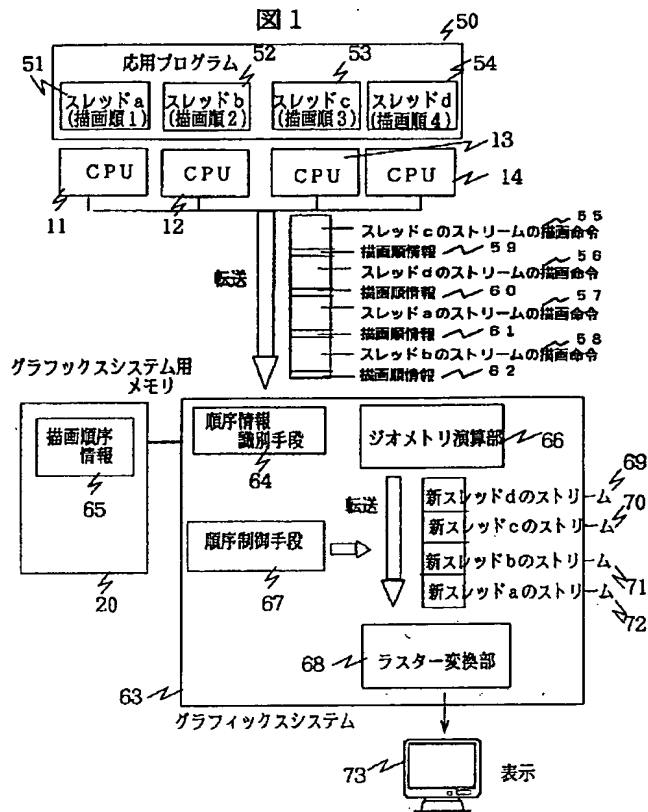 図1
50
応用プログラム
51
52
53
54
スレッドa
(描画順1)
スレッドb
(描画順2)
スレッドc
(描画順3)
スレッドd
(描画順4)
CPU
CPU
CPU
CPU
11
12
13
14
転送
スレッドcのストリームの描画命令
55
描画順情報
59
スレッドdのストリームの描画命令
56
描画順情報
60
スレッドaのストリームの描画命令
57
描画順情報
61
スレッドbのストリームの描画命令
58
描画順情報
62
グラフックスシステム用
メモリ
描画順序
情報
65
20
順序情報
識別手段
64
ジオメトリ演算部
66
転送
新スレッドdのストリーム
69
新スレッドcのストリーム
70
新スレッドbのストリーム
71
新スレッドaのストリーム
72
順序制御手段
67
68
ラスター変換部
63
グラフィックスシステム
73
表示